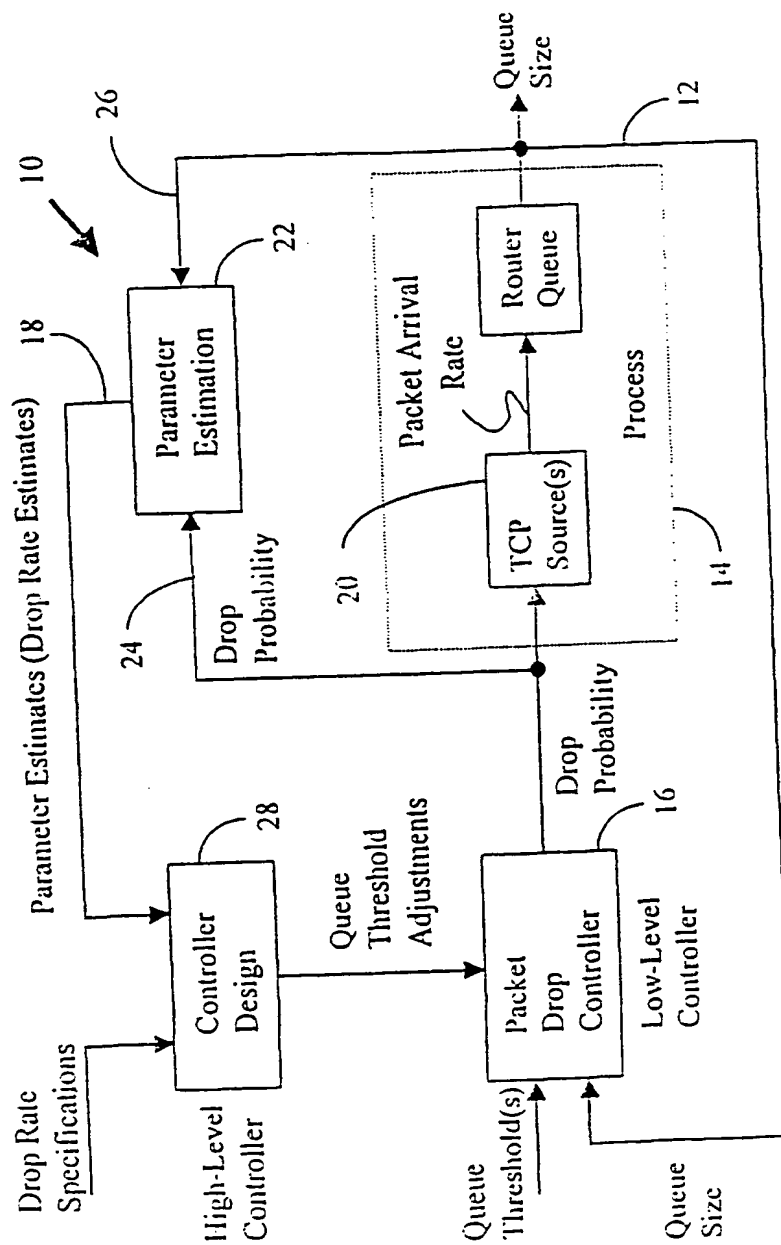 10
Parameter Estimates (Drop Rate Estimates)
18
26
Drop Rate
Specifications
Controller
Design
28
High-Level
Controller
Parameter
Estimation
22
24
Drop
Probability
Queue
Threshold
Adjustments
Queue
Threshold(s)
Packet
Drop
Controller
16
Low-Level
Controller
Drop
Probability
20
TCP
Source(s)
Packet Arrival
Rate
Router
Queue
Process
14
Queue
Size
12
Queue
Size